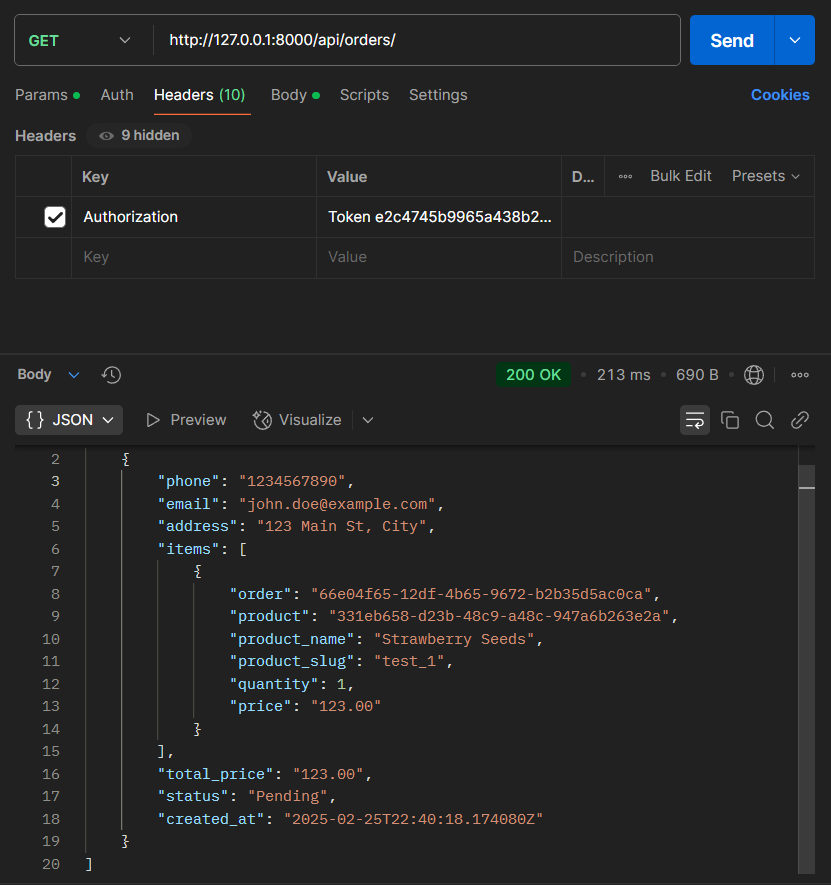 GET http://127.0.0.1:8000/api/orders/ Send
Params Auth Headers (10) Body Scripts Settings Cookies
Headers 9 hidden
Key Value D... Bulk Edit Presets
Authorization Token e2c4745b9965a438b2...
Key Value Description
Body 200 OK 213 ms 690 B
{} JSON Preview Visualize
2 {
3 "phone": "1234567890",
4 "email": "john.doe@example.com",
5 "address": "123 Main St, City",
6 "items": [
7 {
8 "order": "66e04f65-12df-4b65-9672-b2b35d5ac0ca",
9 "product": "331eb658-d23b-48c9-a48c-947a6b263e2a",
10 "product_name": "Strawberry Seeds",
11 "product_slug": "test_1",
12 "quantity": 1,
13 "price": "123.00"
14 }
15 ],
16 "total_price": "123.00",
17 "status": "Pending",
18 "created_at": "2025-02-25T22:40:18.174080Z"
19 }
20 ]